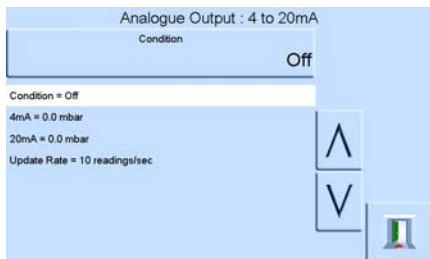 Analogue Output : 4 to 20mA
Condition
Off
Condition = Off
4mA = 0.0 mbar
20mA = 0.0 mbar
Update Rate = 10 readings/sec